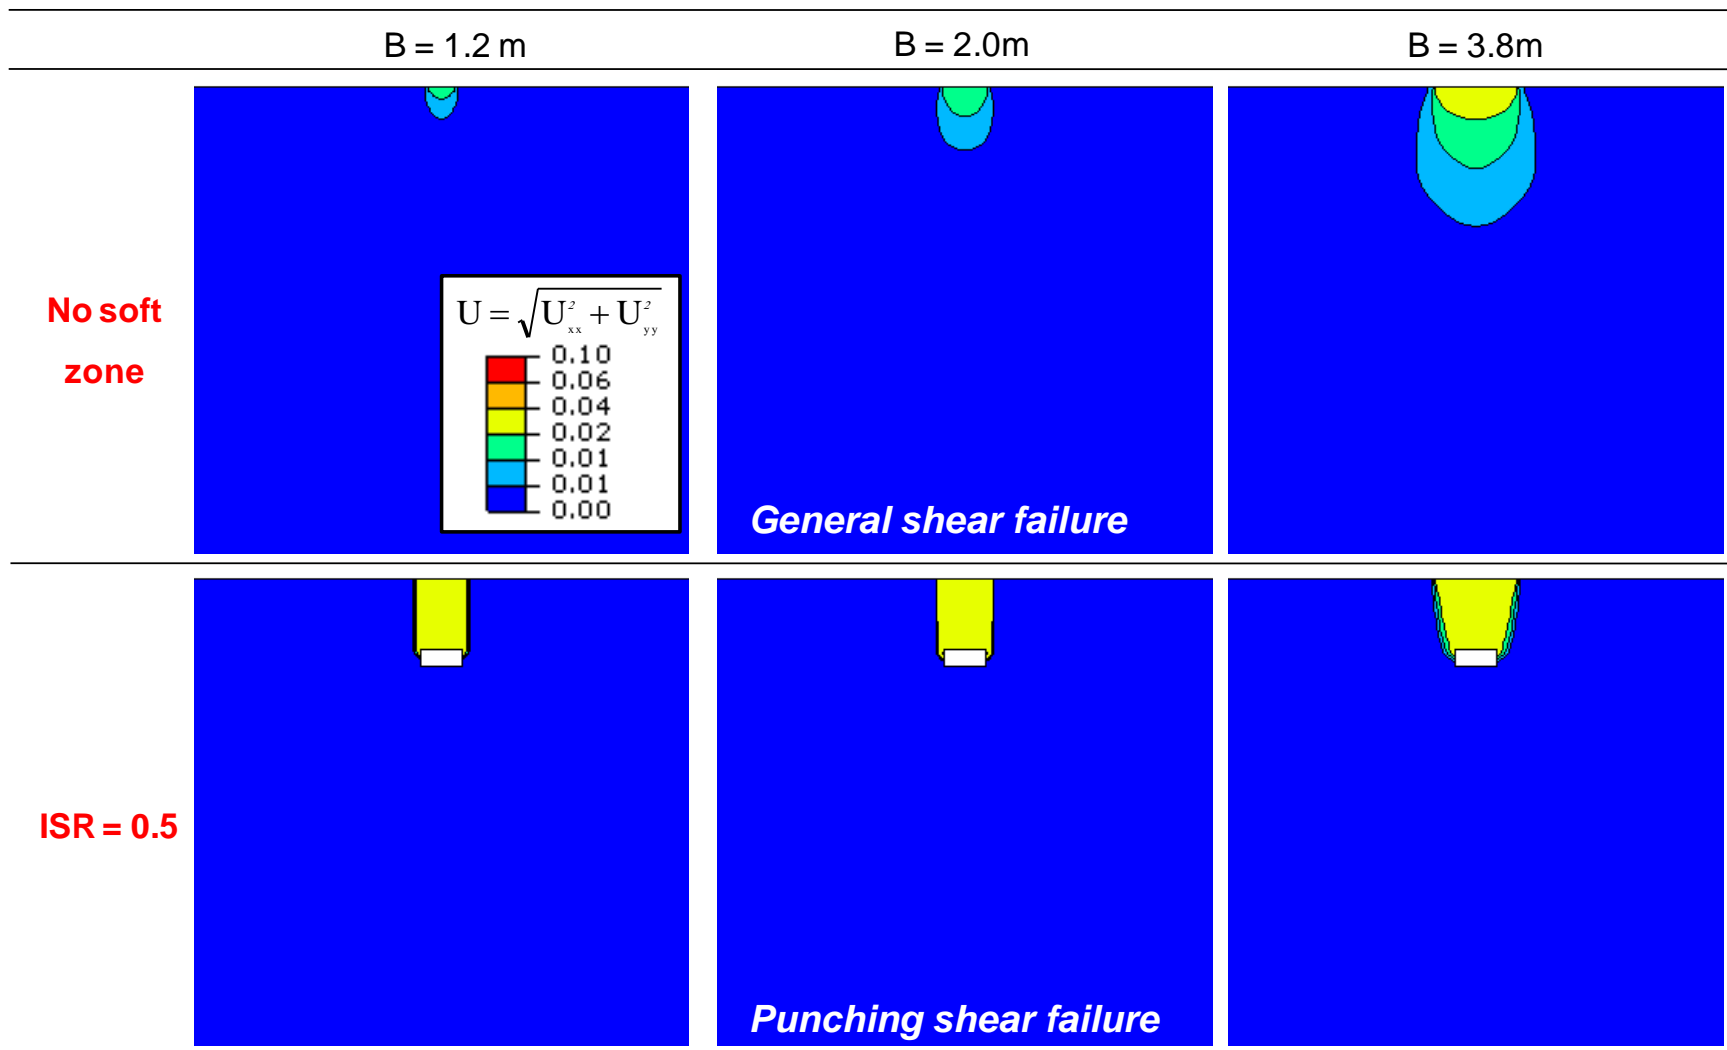 B = 1.2 m
B = 2.0m
B = 3.8m
No soft
zone
U = √U²xx + U²yy
0.10
0.06
0.04
0.02
0.01
0.01
0.00
General shear failure
ISR = 0.5
Punching shear failure